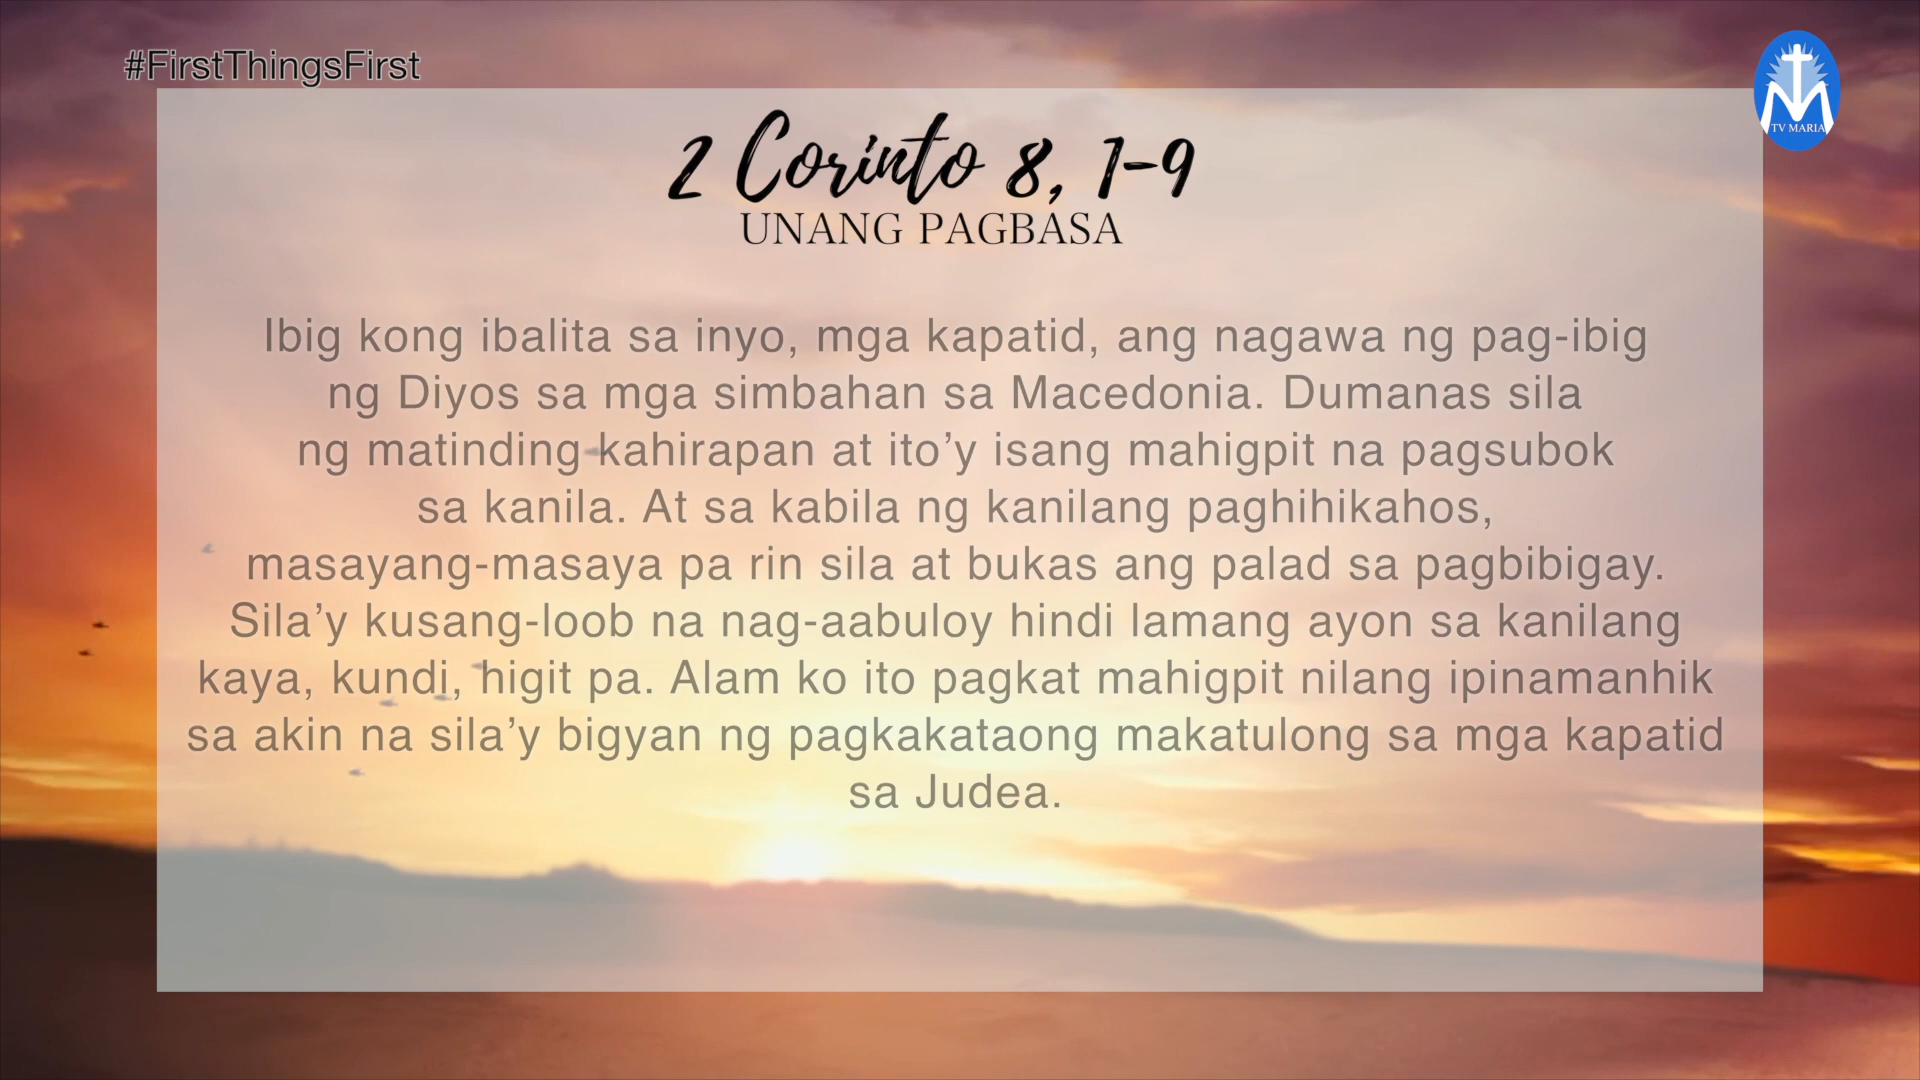 #FirstThingsFirst
TV MARIA
2 Corinto 8, 1-9
UNANG PAGBASA
Ibig kong ibalita sa inyo, mga kapatid, ang nagawa ng pag-ibig
ng Diyos sa mga simbahan sa Macedonia. Dumanas sila
ng matinding kahirapan at ito’y isang mahigpit na pagsubok
sa kanila. At sa kabila ng kanilang paghihikahos,
masayang-masaya pa rin sila at bukas ang palad sa pagbibigay.
Sila’y kusang-loob na nag-aabuloy hindi lamang ayon sa kanilang
kaya, kundi, higit pa. Alam ko ito pagkat mahigpit nilang ipinamanhik
sa akin na sila’y bigyan ng pagkakataong makatulong sa mga kapatid
sa Judea.